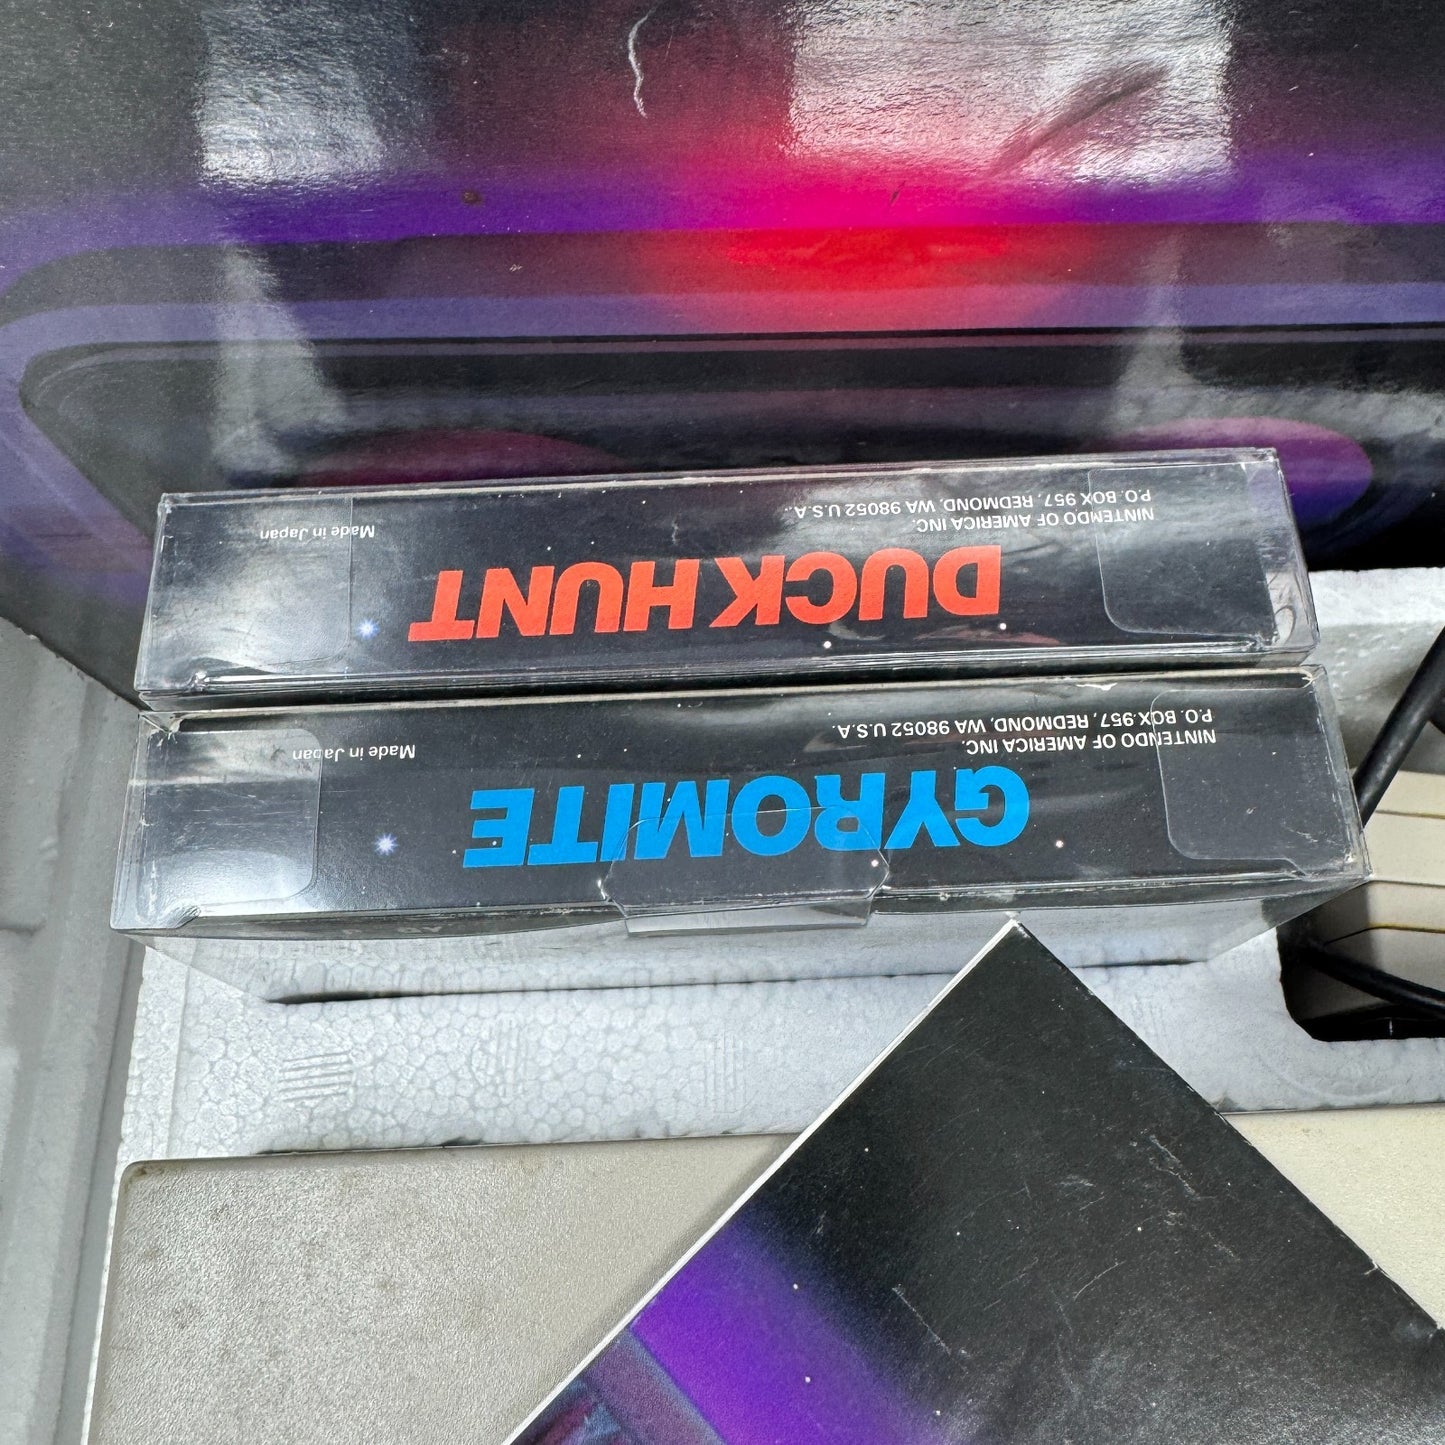 DUCK HUNT
NINTENDO OF AMERICA INC.
P.O. BOX 957, REDMOND, WA 98052 U.S.A.
Made in Japan
GYROMITE
NINTENDO OF AMERICA INC.
P.O. BOX 957, REDMOND, WA 98052 U.S.A.
Made in Japan